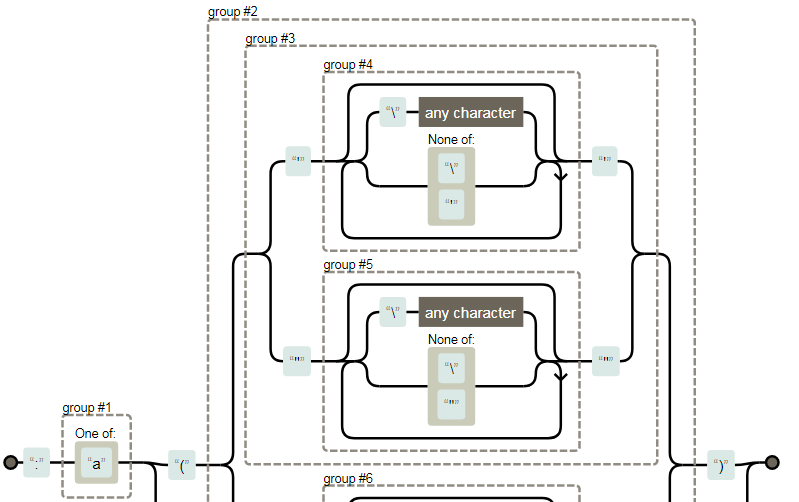 group #2
group #3
group #4
“\” any character
None of:
“'” “\” “'”
“'”
group #5
“\” any character
None of:
“"” “\” “"”
“"”
group #1
One of:
“:” “a” “(” “)”
group #6